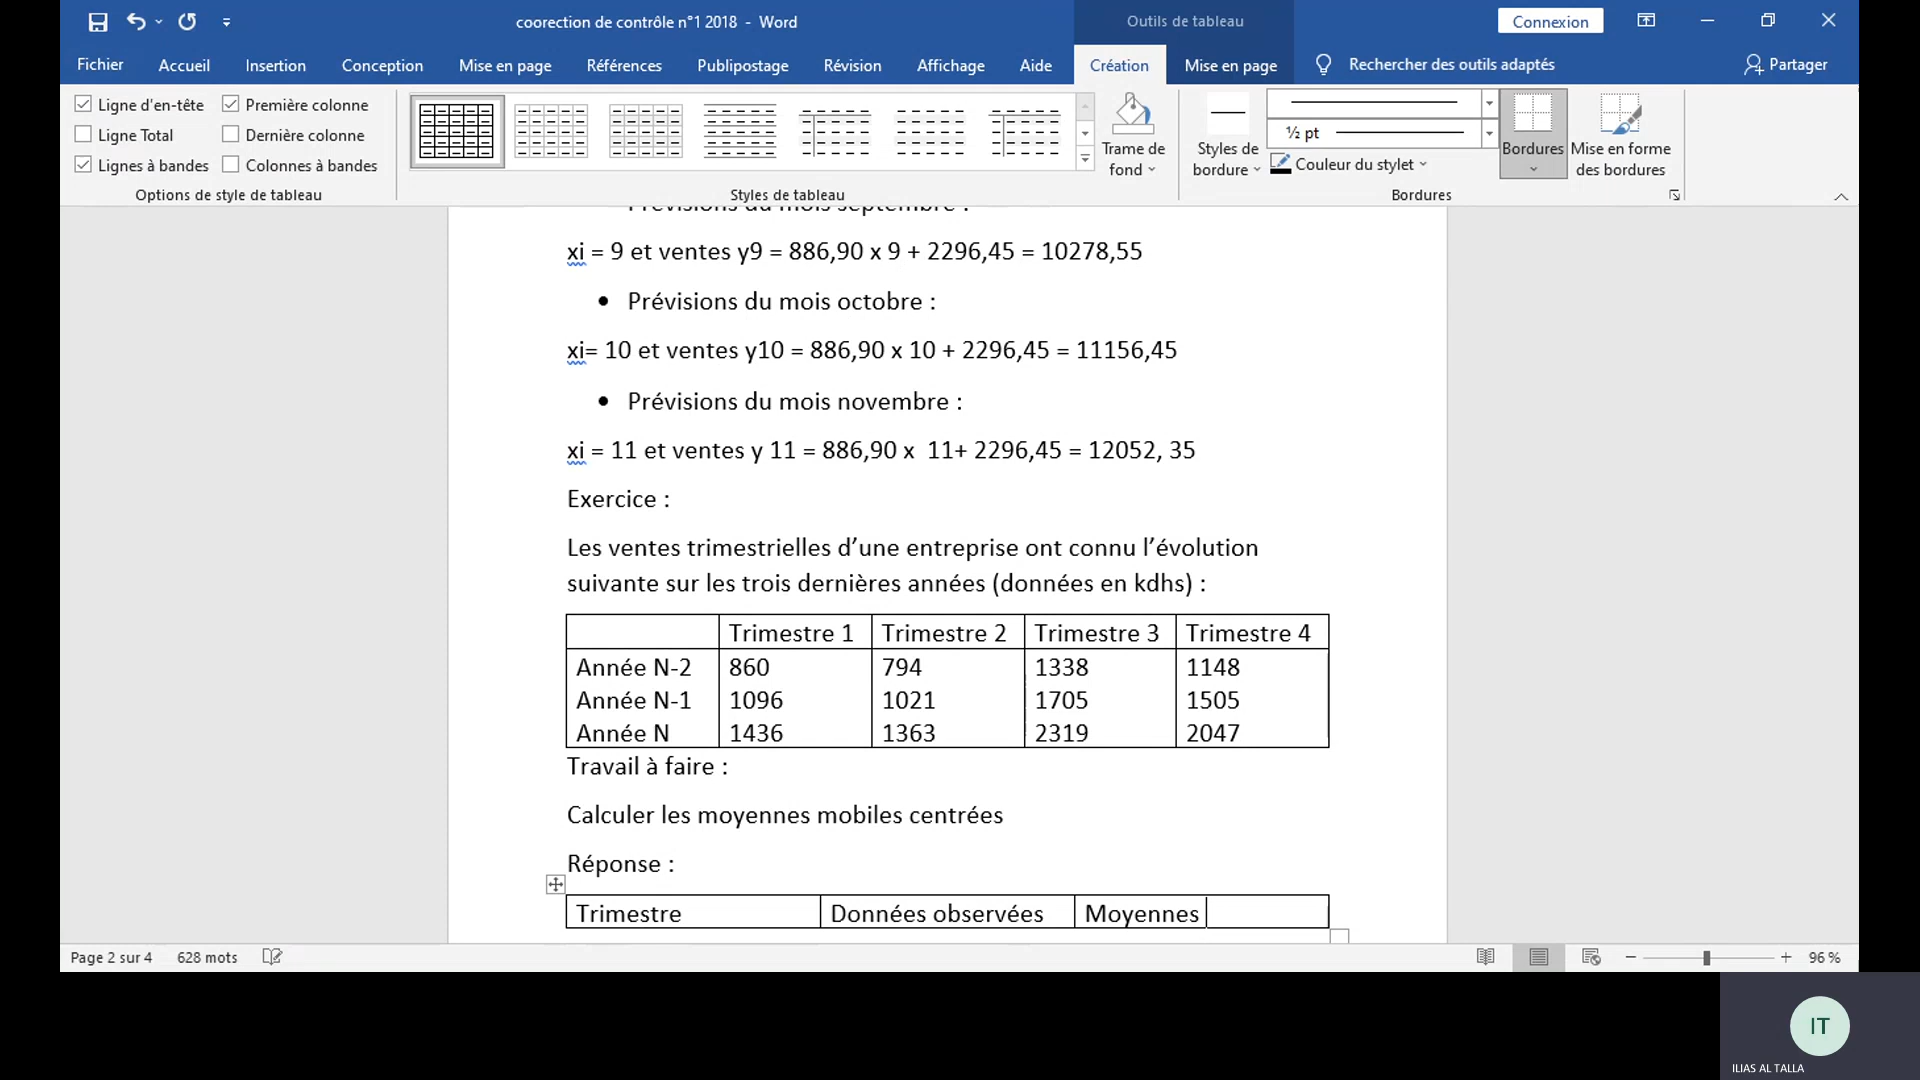 coorection de contrôle n°1 2018 - Word
Outils de tableau
Connexion
Fichier
Accueil
Insertion
Conception
Mise en page
Références
Publipostage
Révision
Affichage
Aide
Création
Mise en page
Rechercher des outils adaptés
Partager
Ligne d'en-tête
Première colonne
Ligne Total
Dernière colonne
Lignes à bandes
Colonnes à bandes
Options de style de tableau
Styles de tableau
Trame de
fond
Styles de
bordure
½ pt
Couleur du stylet
Bordures
Mise en forme
des bordures
Bordures
Prévisions du mois septembre :
xi = 9 et ventes y9 = 886,90 x 9 + 2296,45 = 10278,55
• Prévisions du mois octobre :
xi= 10 et ventes y10 = 886,90 x 10 + 2296,45 = 11156,45
• Prévisions du mois novembre :
xi = 11 et ventes y 11 = 886,90 x  11+ 2296,45 = 12052, 35
Exercice :
Les ventes trimestrielles d’une entreprise ont connu l’évolution
suivante sur les trois dernières années (données en kdhs) :
Trimestre 1 Trimestre 2 Trimestre 3 Trimestre 4
Année N-2 860 794 1338 1148
Année N-1 1096 1021 1705 1505
Année N 1436 1363 2319 2047
Travail à faire :
Calculer les moyennes mobiles centrées
Réponse :
Trimestre Données observées Moyennes
Page 2 sur 4
628 mots
96 %
IT
ILIAS AL TALLA